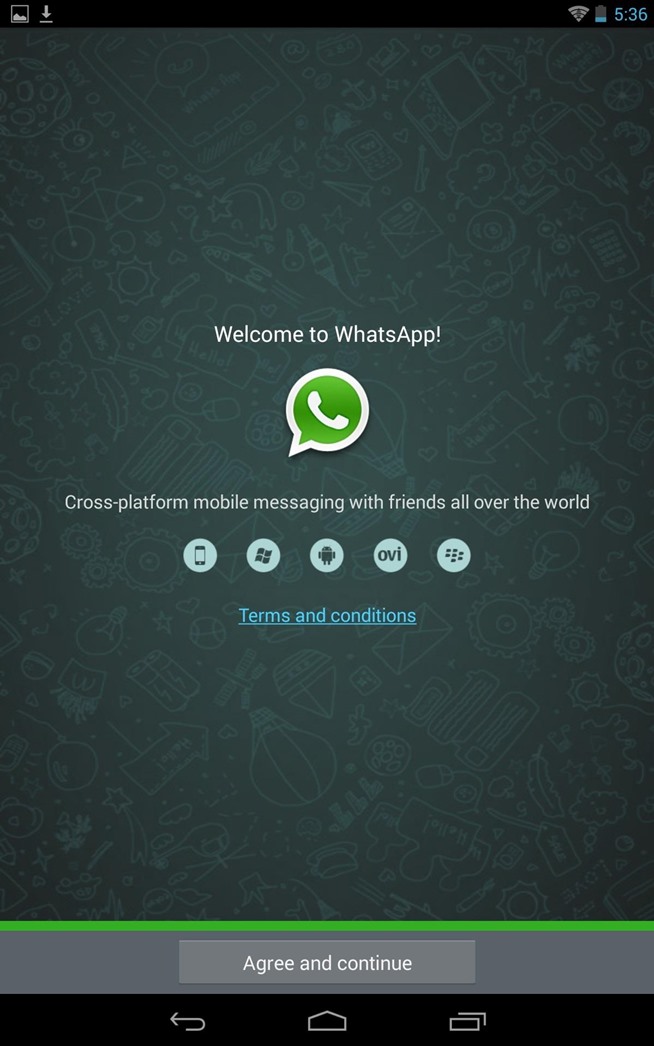 5:36
Welcome to WhatsApp!
Cross-platform mobile messaging with friends all over the world
ovi
Terms and conditions
Agree and continue